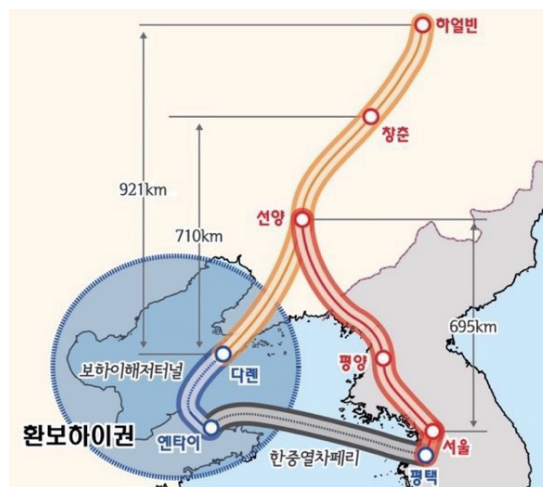 하얼빈
창춘
921km
선양
710km
695km
보하이해저터널
다롄
평양
환보하이권
옌타이
한중열차페리
서울
평택